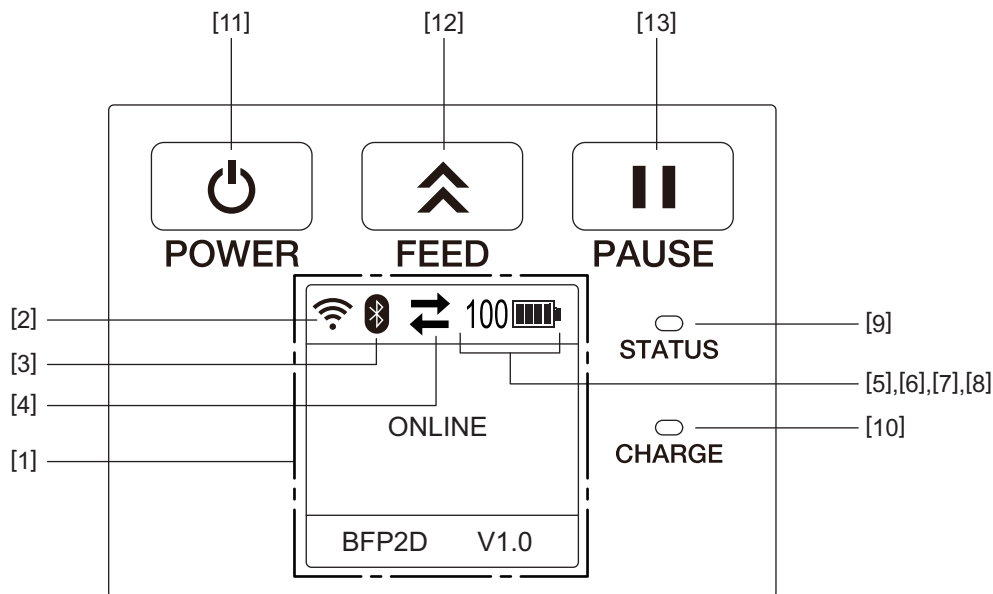 [11] [12] [13]
POWER FEED PAUSE
[2] 100 [9]
STATUS
[3]
[5],[6],[7],[8]
[4]
ONLINE [10]
[1] CHARGE
BFP2D V1.0